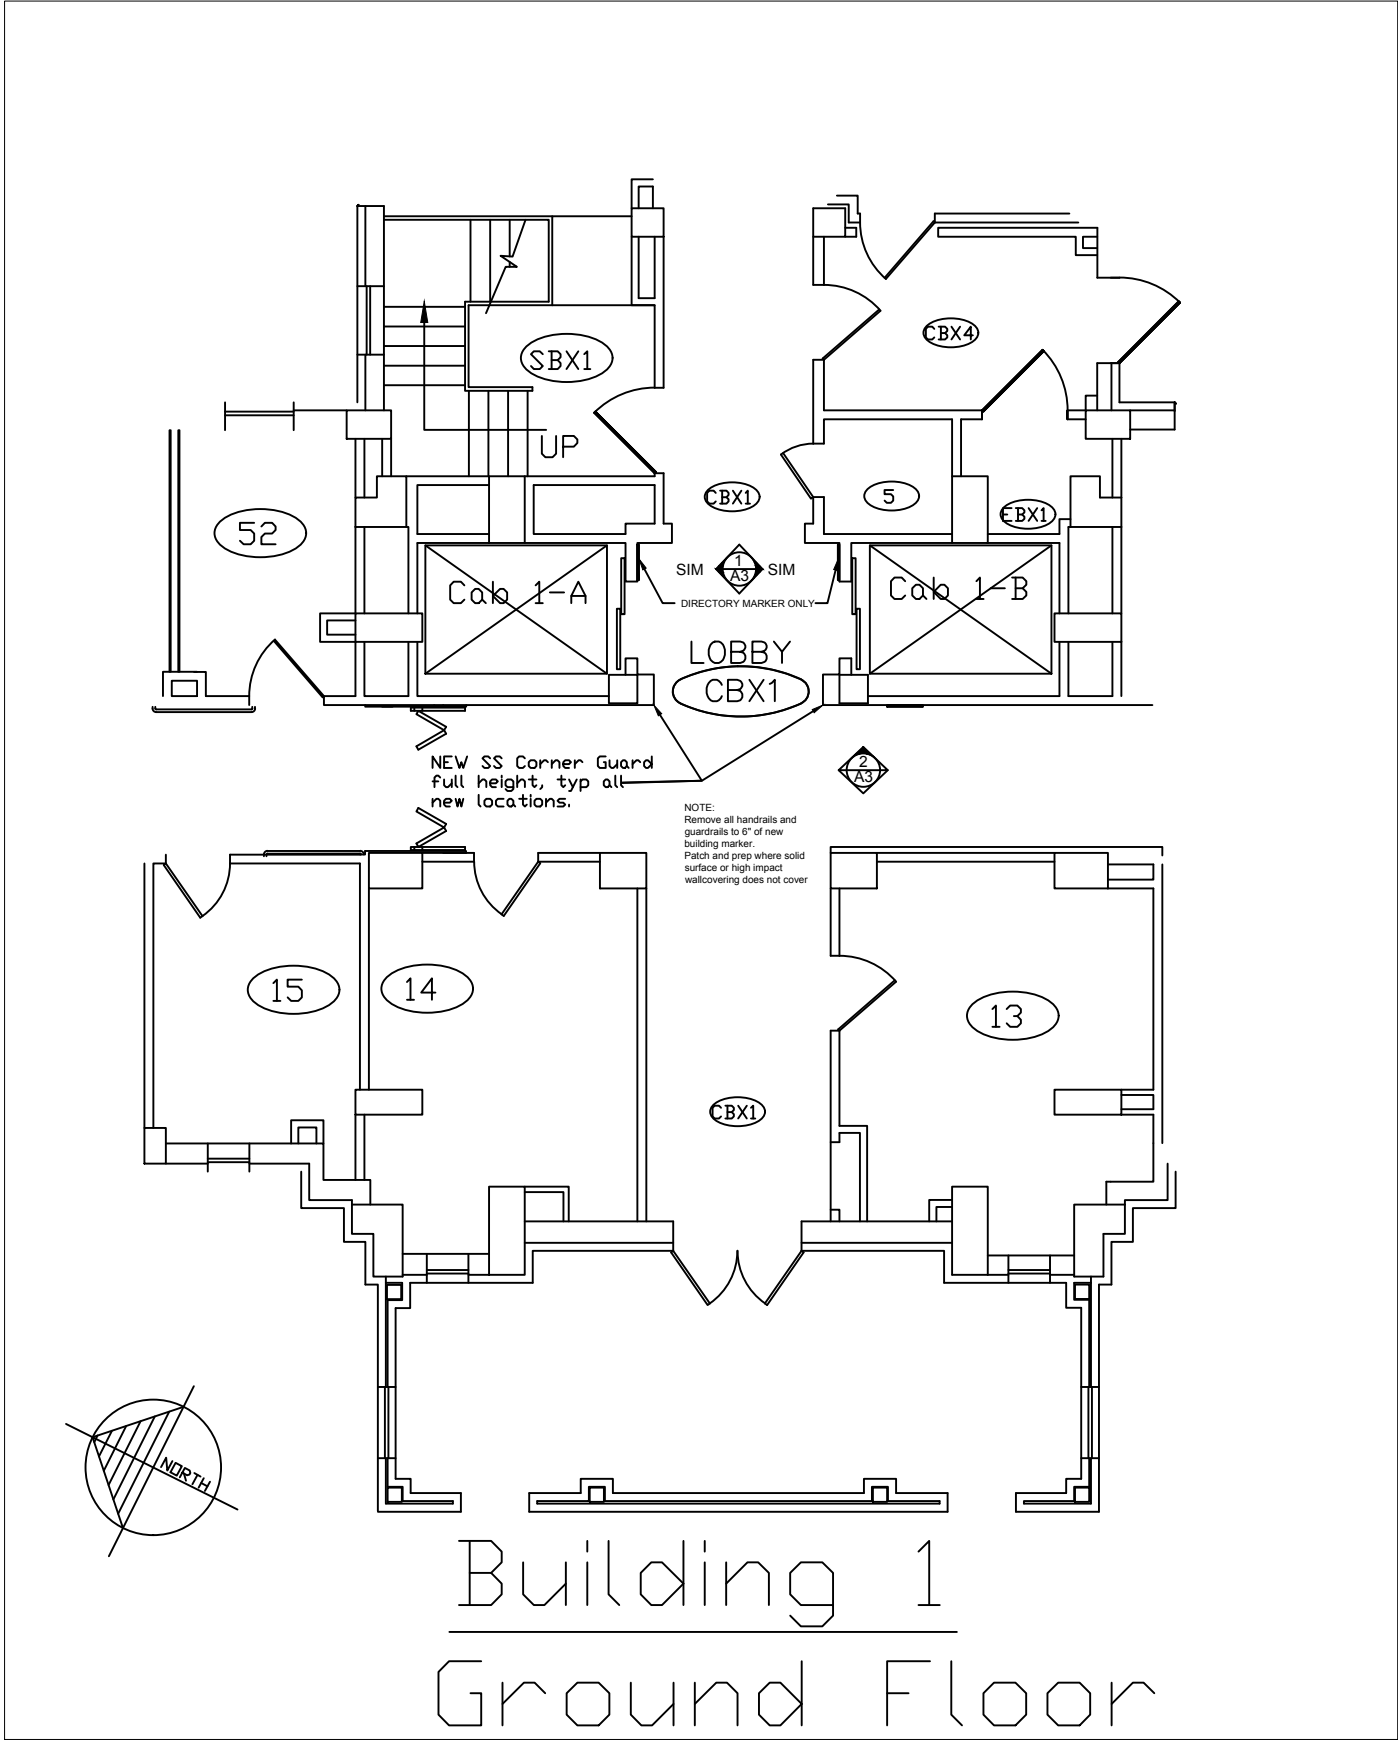 SBX1
CBX4
UP
CBX1
5
EBX1
52
SIM
1
A3
SIM
Cab 1-A
Cab 1-B
DIRECTORY MARKER ONLY
LOBBY
CBX1
NEW SS Corner Guard
full height, typ all
new locations.
2
A3
NOTE:
Remove all handrails and
guardrails to 6" of new
building marker.
Patch and prep where solid
surface or high impact
wallcovering does not cover
15
14
13
CBX1
NORTH
Building 1
Ground Floor